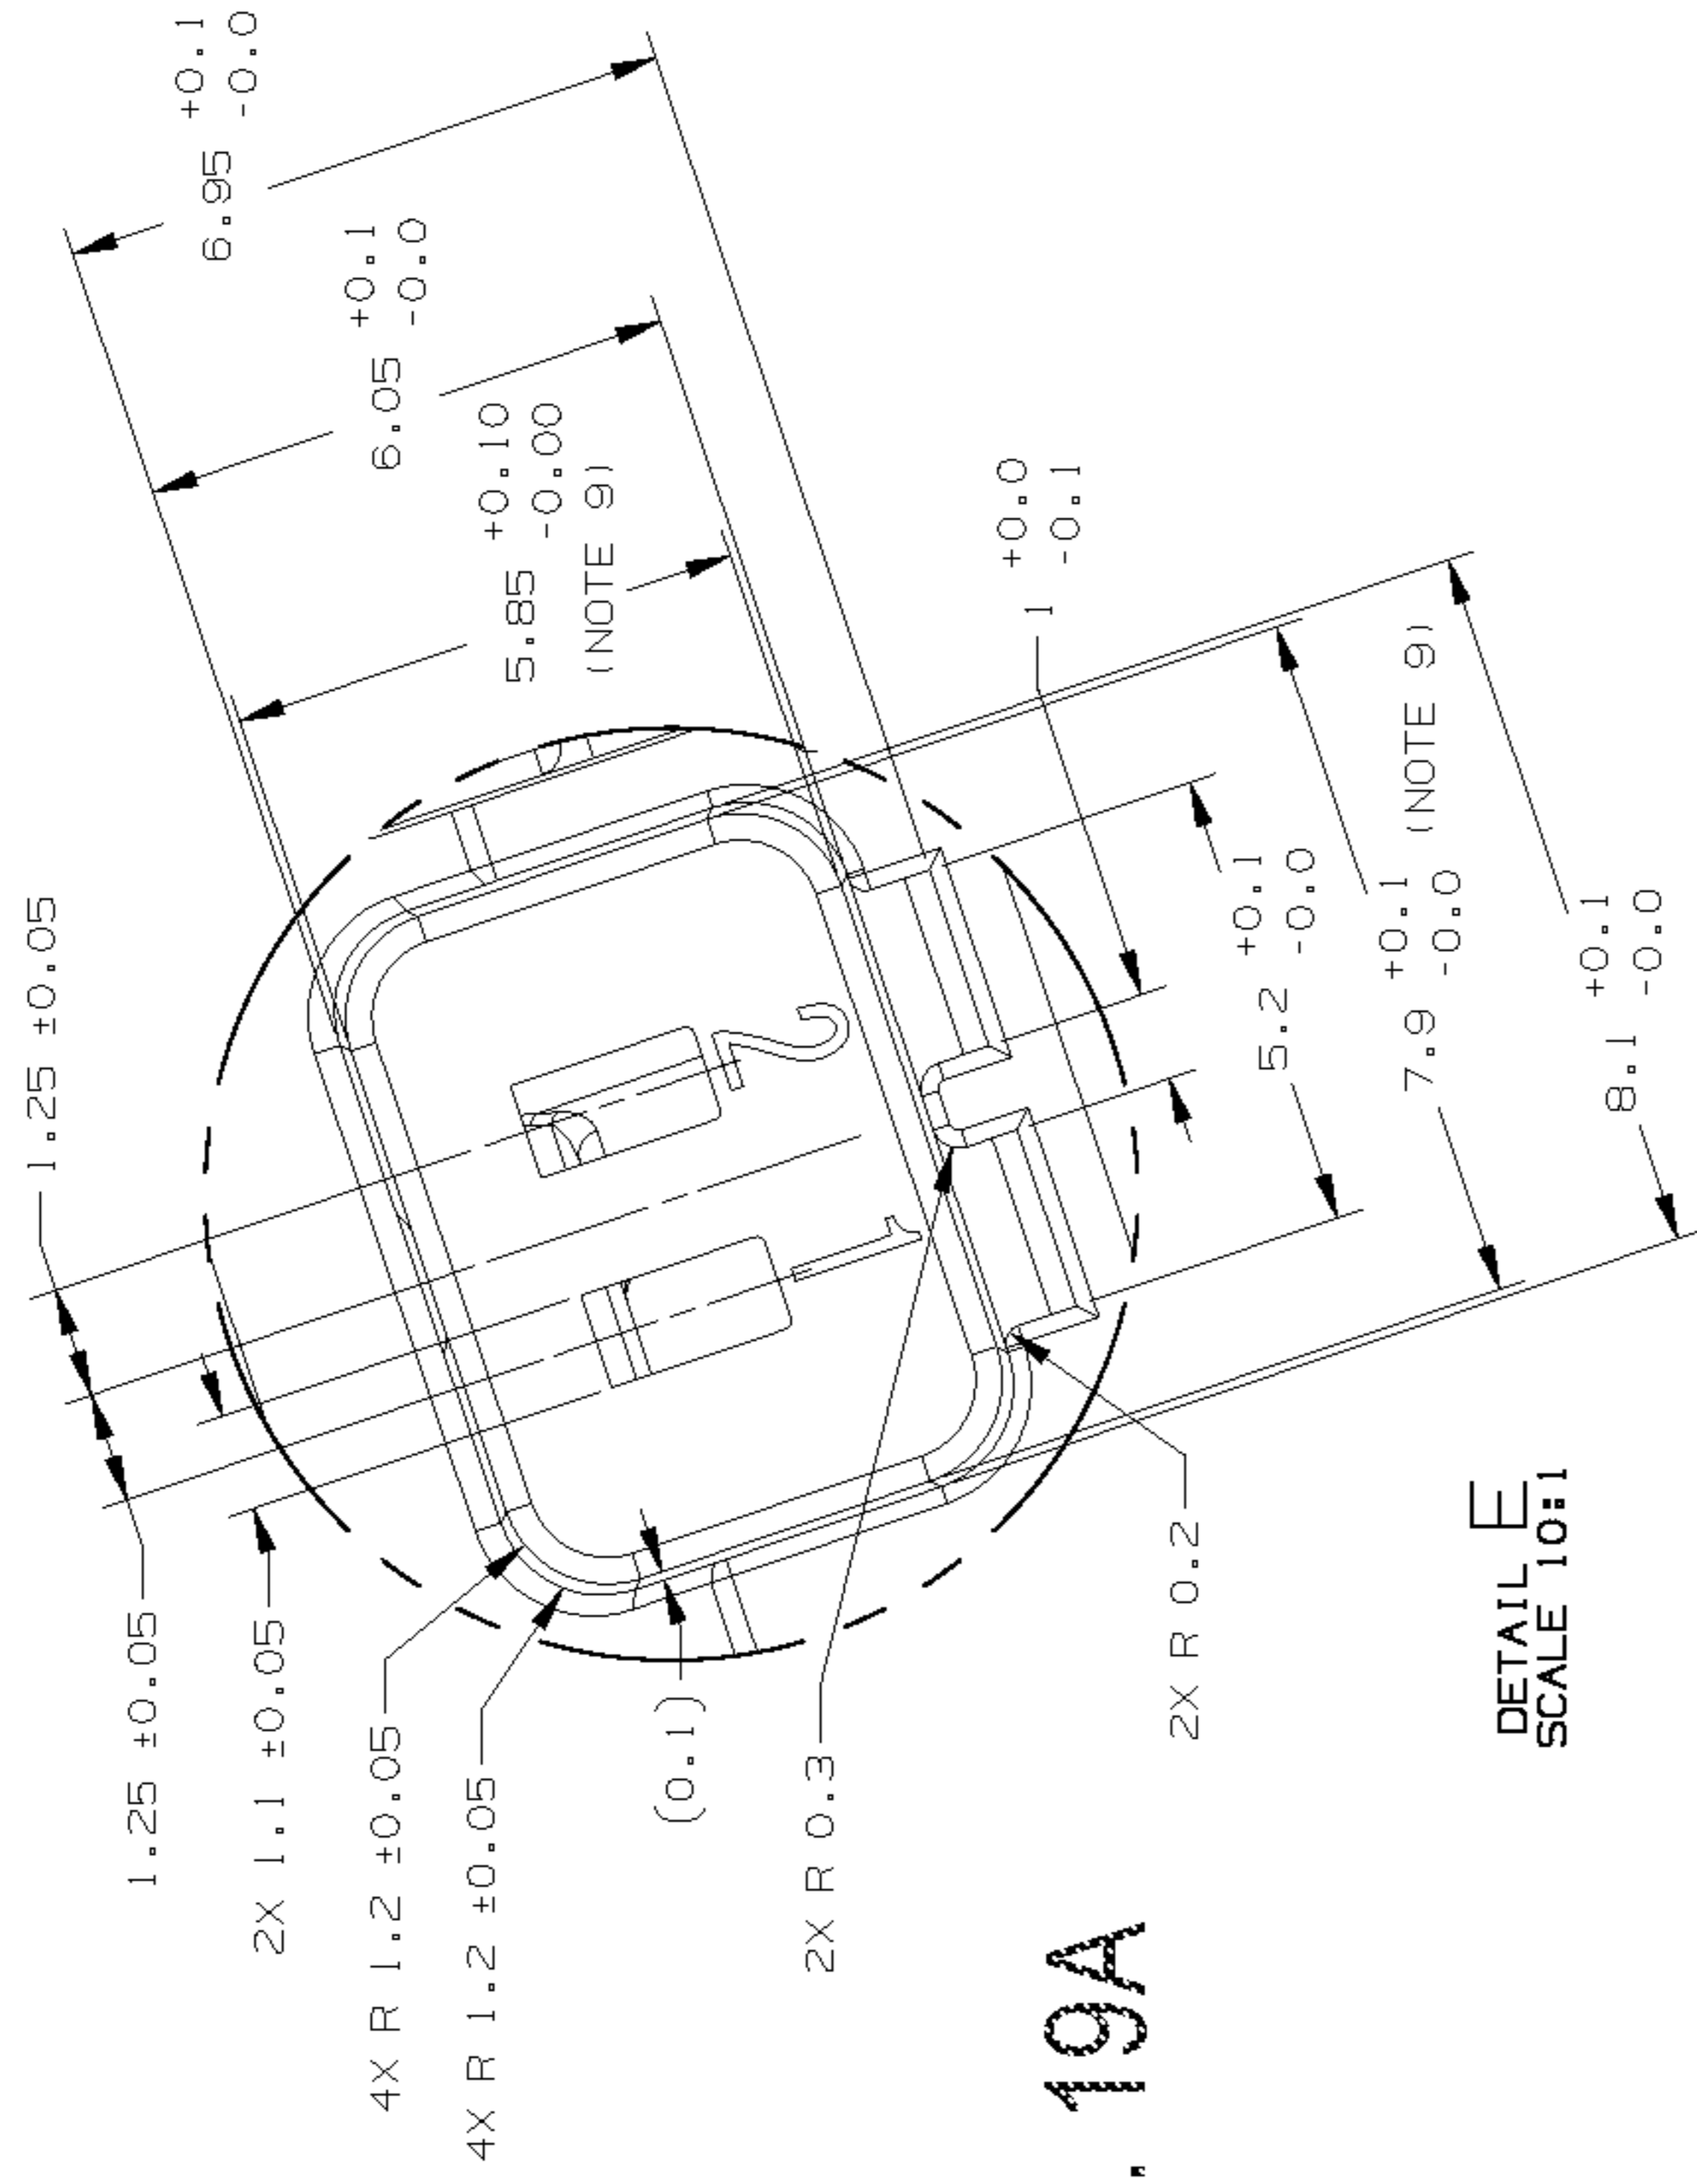 1.25 ±0.05
1.25 ±0.05
2X 1.1 ±0.05
4X R 1.2 ±0.05
4X R 1.2 ±0.05
(0.1)
2X R 0.3
2X R 0.2
6.95 +0.1
-0.0
6.05 +0.1
-0.0
5.85 +0.10
-0.00
(NOTE 9)
1 +0.0
-0.1
5.2 +0.1
-0.0
7.9 +0.1 (NOTE 9)
-0.0
8.1 +0.1
-0.0
1
2
DETAIL E
SCALE 10:1
. 19A